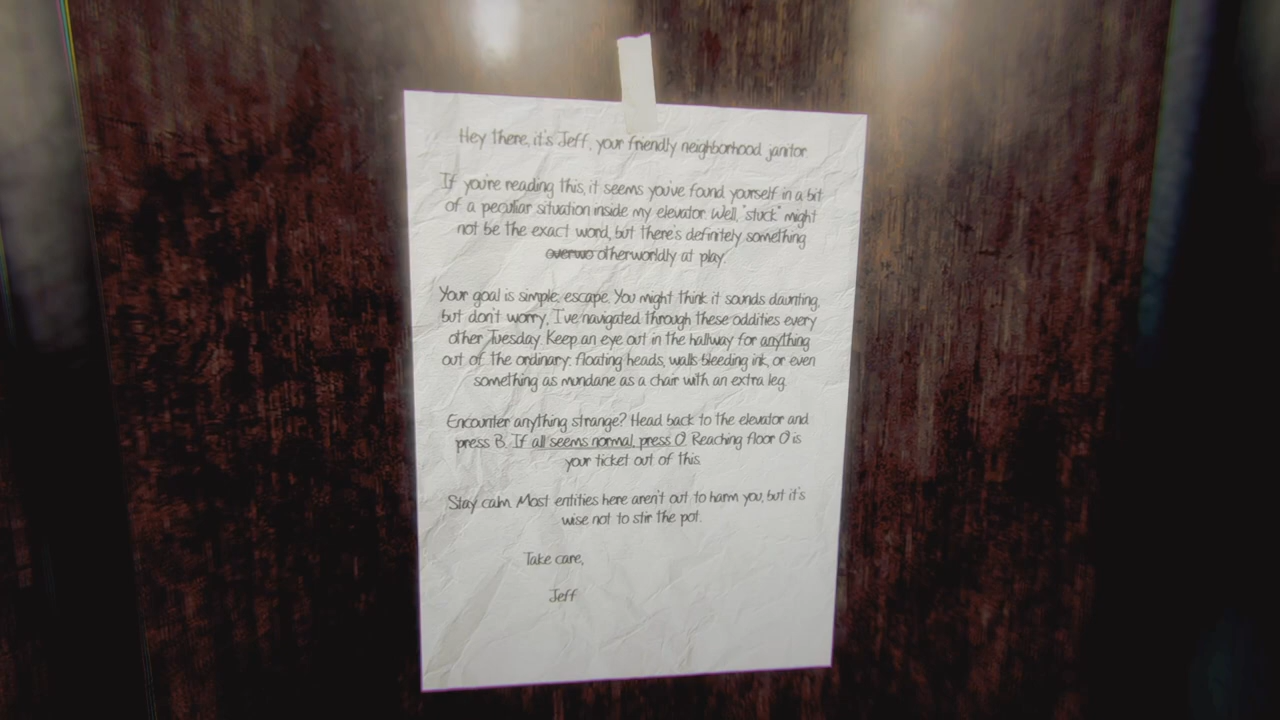 Hey there, it's Jeff, your friendly neighborhood janitor.
If you're reading this, it seems you've found yourself in a bit
of a peculiar situation inside my elevator. Well, "stuck" might
not be the exact word, but there's definitely something
overwo otherworldly at play.
Your goal is simple: escape. You might think it sounds daunting,
but don't worry, I've navigated through these oddities every
other Tuesday. Keep an eye out in the hallway for anything
out of the ordinary: floating heads, walls bleeding ink, or even
something as mundane as a chair with an extra leg.
Encounter anything strange? Head back to the elevator and
press B. If all seems normal, press O. Reaching floor O is
your ticket out of this.
Stay calm. Most entities here aren't out to harm you, but it's
wise not to stir the pot.
Take care,
Jeff